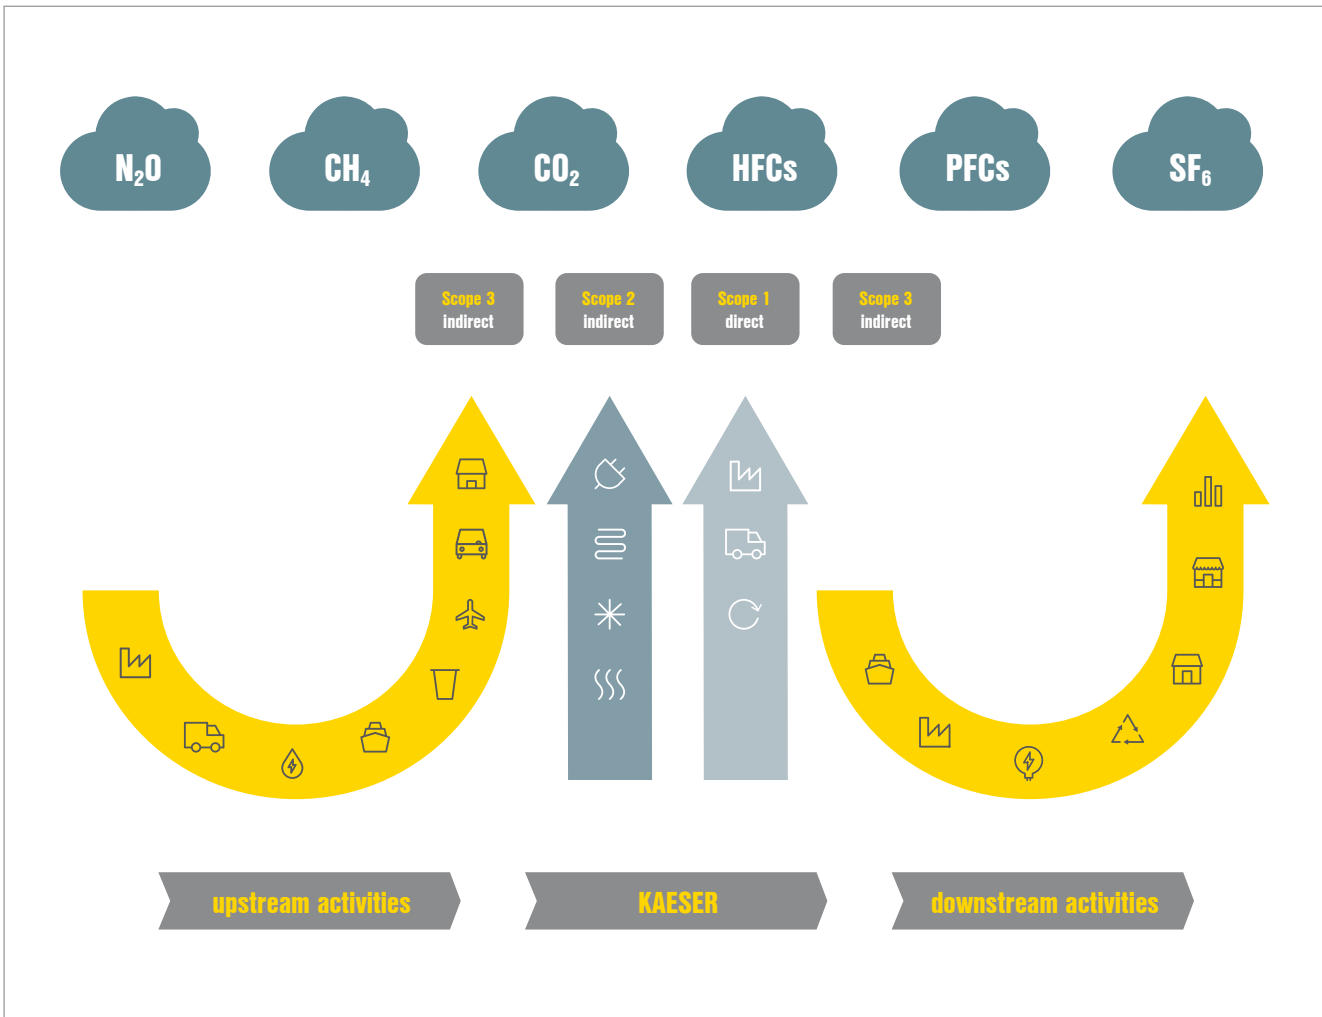 N₂O
CH₄
CO₂
HFCs
PFCs
SF₆
Scope 3
indirect
Scope 2
indirect
Scope 1
direct
Scope 3
indirect
upstream activities
KAESER
downstream activities